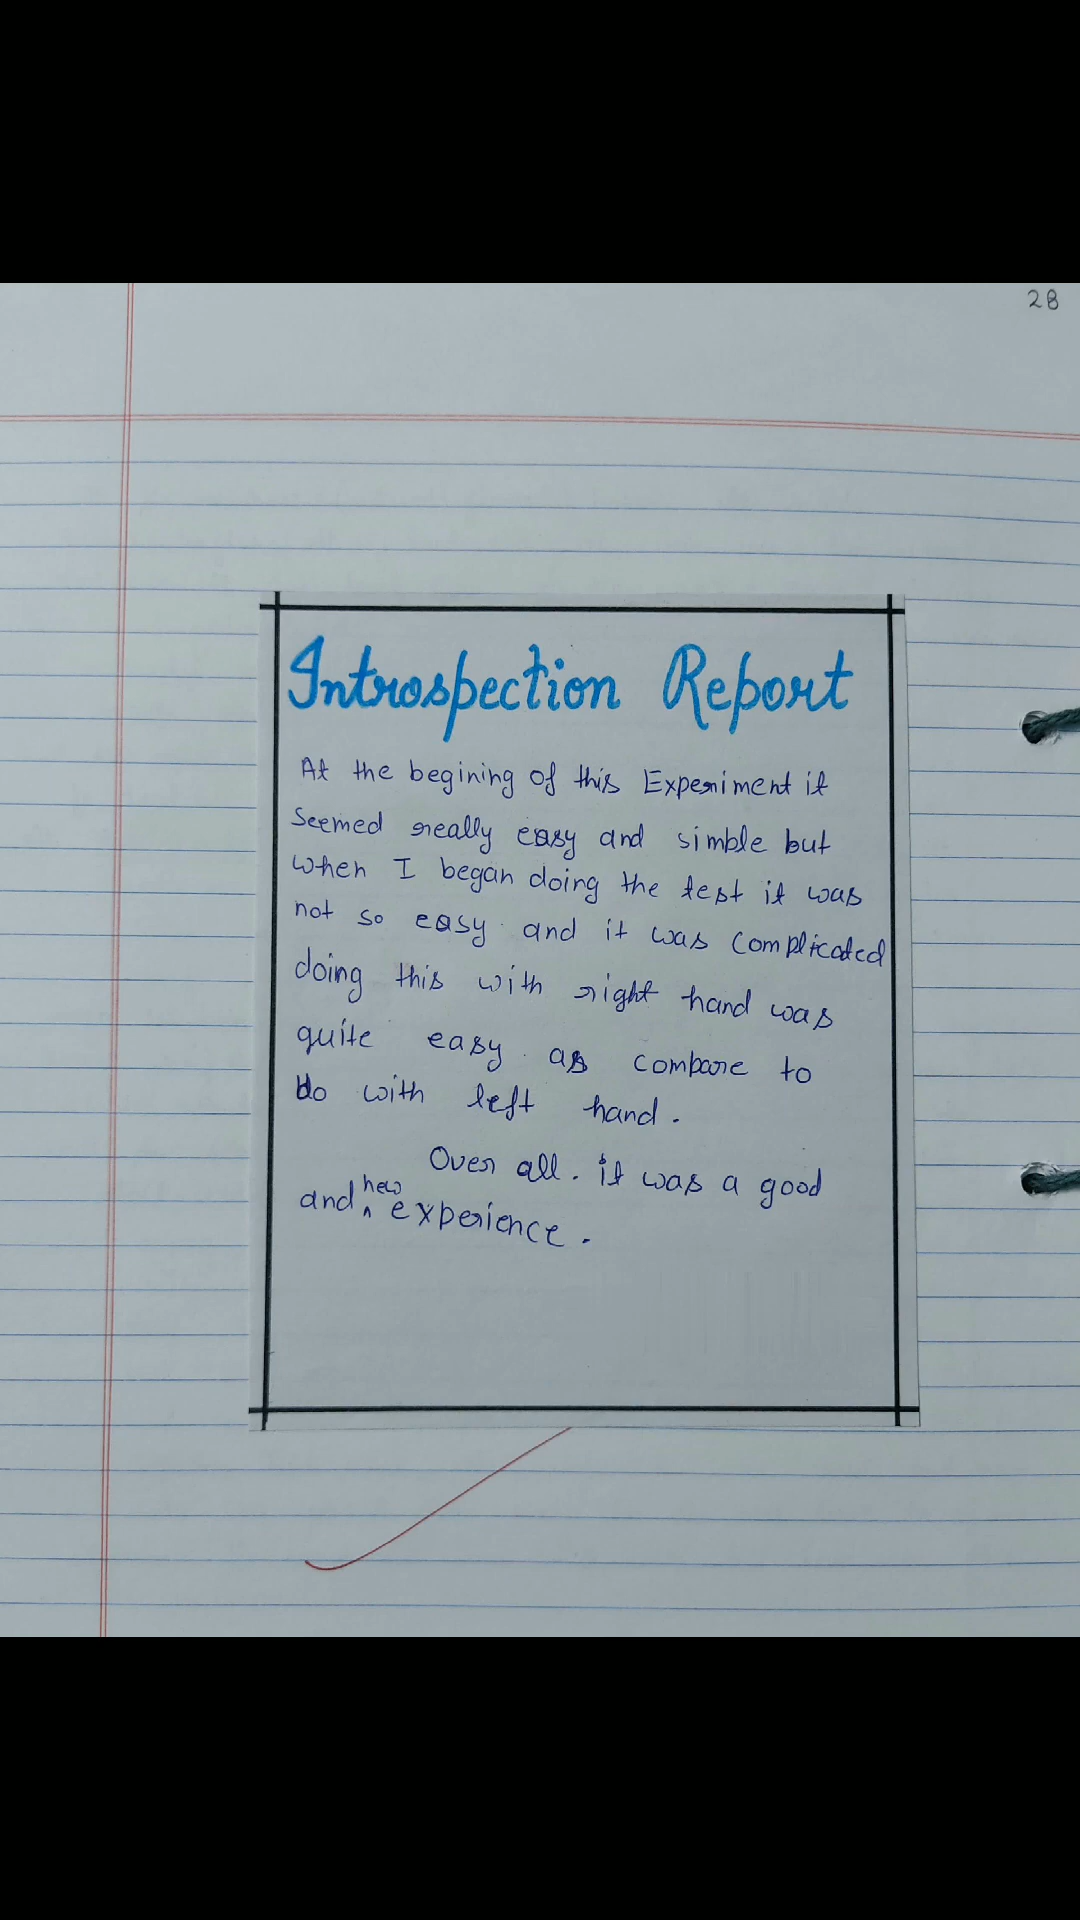 28
Introspection Report
At the begining of this Experiment it
seemed really easy and simble but
when I began doing the test it was
not so easy and it was complicated
doing this with right hand was
quite easy as compare to
do with left hand.
Over all. it was a good
and new experience.